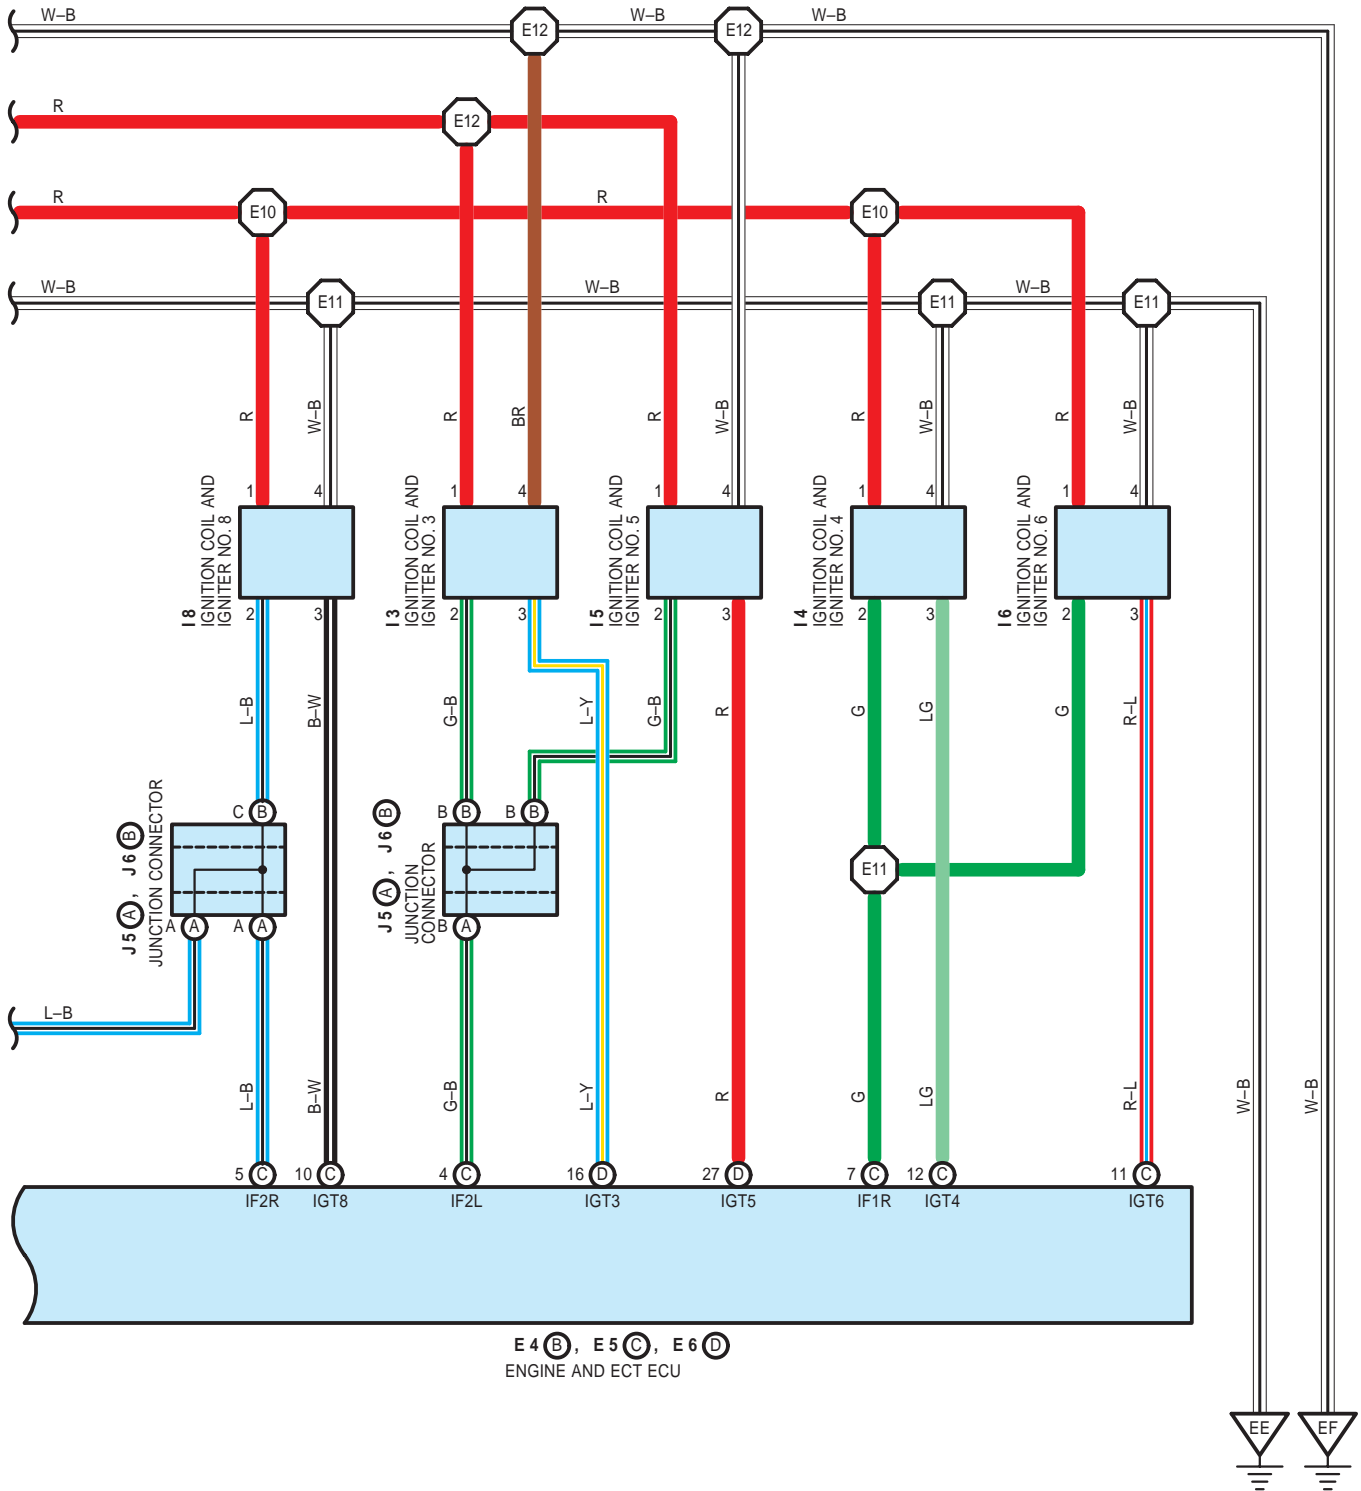 W–B
E12
W–B
E12
W–B
R
E12
R
E10
R
E10
W–B
E11
W–B
E11
W–B
E11
R
W–B
R
BR
R
W–B
R
W–B
R
W–B
1
4
1
4
1
4
1
4
1
4
I 8
IGNITION COIL AND
IGNITER NO. 8
I 3
IGNITION COIL AND
IGNITER NO. 3
I 5
IGNITION COIL AND
IGNITER NO. 5
I 4
IGNITION COIL AND
IGNITER NO. 4
I 6
IGNITION COIL AND
IGNITER NO. 6
2
3
2
3
2
3
2
3
2
3
L–B
B–W
G–B
L–Y
G–B
R
G
LG
G
R–L
C B
B B
B B
J 5 A , J 6 B
JUNCTION CONNECTOR
J 5 A , J 6 B
JUNCTION
CONNECTOR
E11
A A
A A
B A
L–B
L–B
B–W
G–B
L–Y
R
G
LG
R–L
W–B
W–B
5 C
10 C
4 C
16 D
27 D
7 C
12 C
11 C
IF2R
IGT8
IF2L
IGT3
IGT5
IF1R
IGT4
IGT6
E 4 B , E 5 C , E 6 D
ENGINE AND ECT ECU
EE
EF